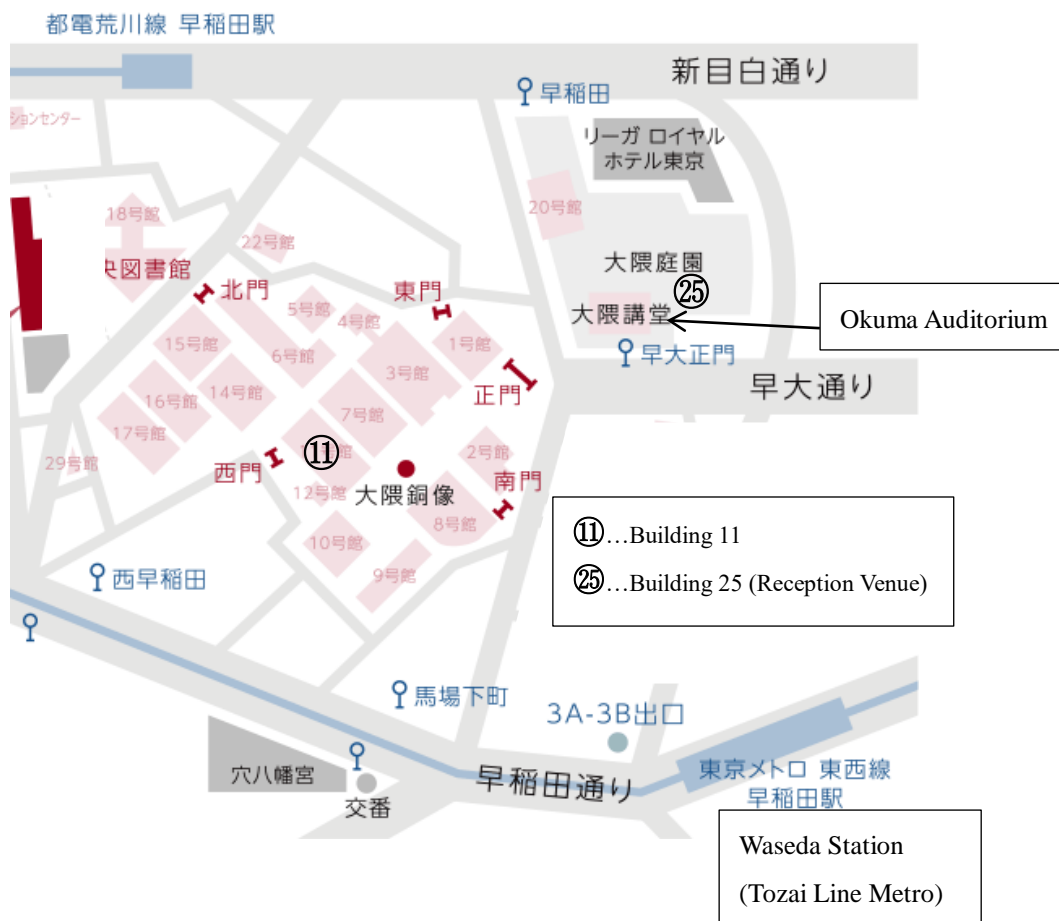 都電荒川線 早稲田駅
新目白通り
早稲田
ションセンター
リーガ ロイヤル
ホテル東京
18号館
20号館
22号館
大隈庭園
央図書館
北門
東門
㉕
5号館
4号館
大隈講堂
Okuma Auditorium
15号館
6号館
1号館
早大正門
3号館
正門
早大通り
16号館
14号館
7号館
17号館
⑪
2号館
29号館
西門
12号館
大隈銅像
南門
8号館
10号館
9号館
⑪…Building 11
㉕…Building 25 (Reception Venue)
西早稲田
馬場下町
3A-3B出口
穴八幡宮
早稲田通り
東京メトロ 東西線
早稲田駅
交番
Waseda Station
(Tozai Line Metro)